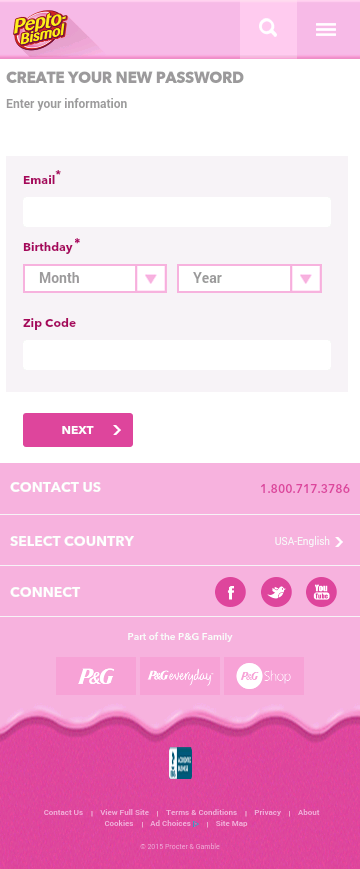 Pepto-
Bismol
CREATE YOUR NEW PASSWORD
Enter your information
Email*
Birthday*
Month Year
Zip Code
NEXT
CONTACT US 1.800.717.3786
SELECT COUNTRY USA-English
CONNECT f You Tube
Part of the P&G Family
P&G P&G everyday P&G Shop
ACCREDITED BUSINESS
Contact Us | View Full Site | Terms & Conditions | Privacy | About
Cookies | Ad Choices | Site Map
© 2015 Procter & Gamble